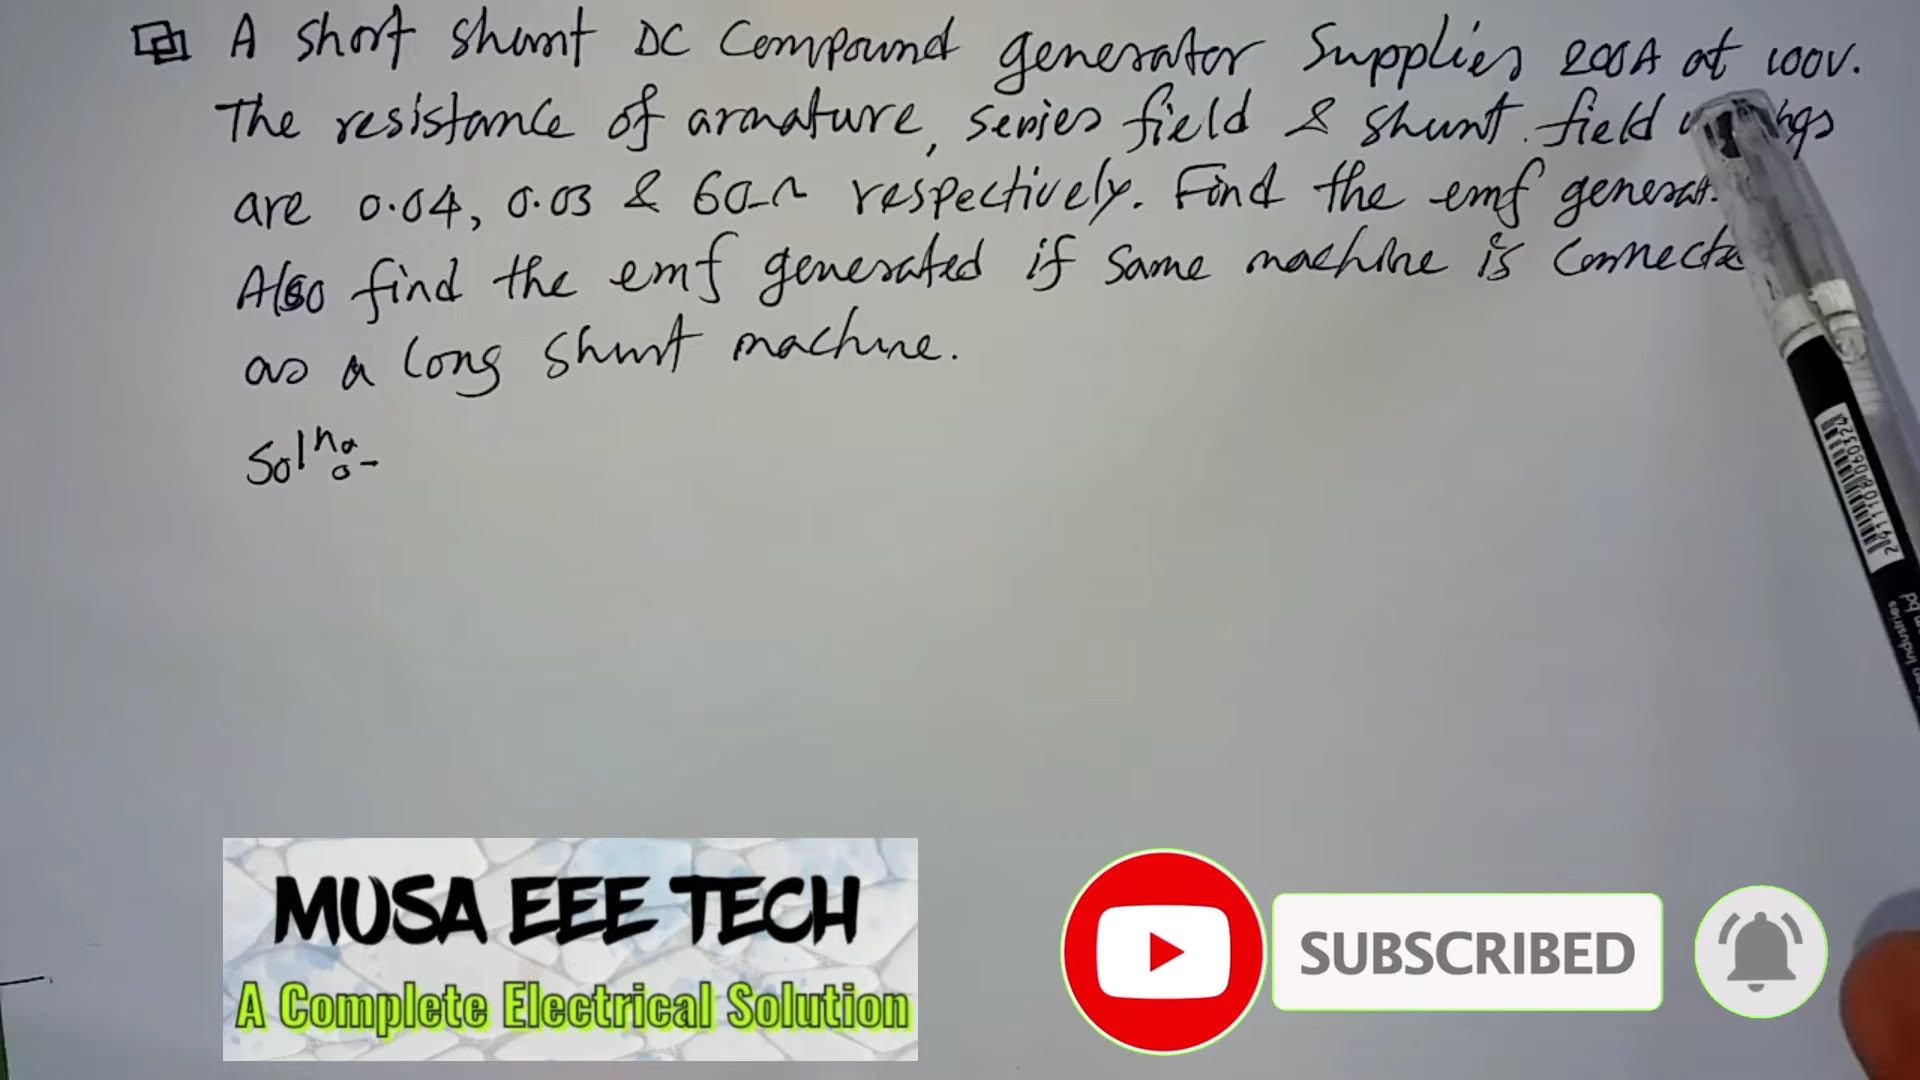 A short shunt DC Compound generator Supplies 200A at 100V.
The resistance of armature, series field & shunt field
are 0.04, 0.03 & 60Ω respectively. Find the emf
Also find the emf generated if same machine is
as a long shunt machine.
Solⁿ:-
MUSA EEE TECH
A Complete Electrical Solution
SUBSCRIBED